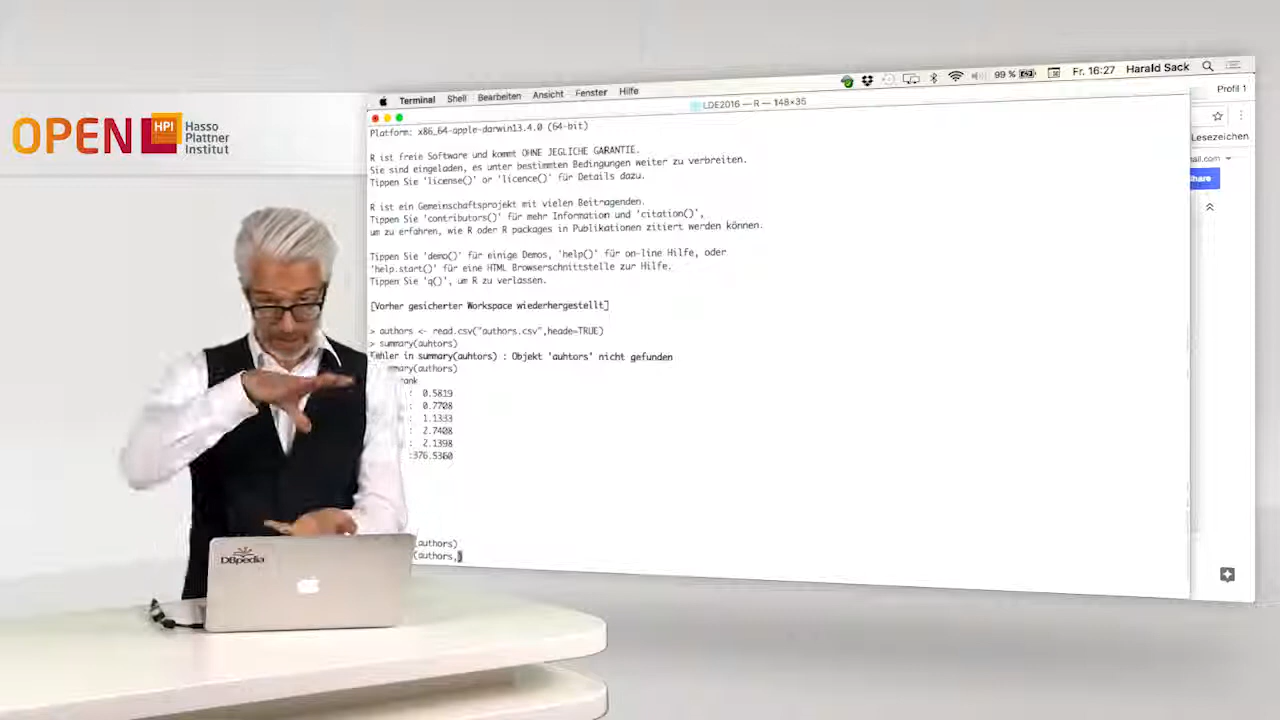 OPEN HPI Hasso
Plattner
Institut
Terminal Shell Bearbeiten Ansicht Fenster Hilfe
99 % Fr. 16:27 Harald Sack
LDE2016 — R — 148×35
Profil 1
Lesezeichen
ail.com
hare
Platform: x86_64-apple-darwin13.4.0 (64-bit)
R ist freie Software und kommt OHNE JEGLICHE GARANTIE.
Sie sind eingeladen, es unter bestimmten Bedingungen weiter zu verbreiten.
Tippen Sie 'license()' or 'licence()' für Details dazu.
R ist ein Gemeinschaftsprojekt mit vielen Beitragenden.
Tippen Sie 'contributors()' für mehr Information und 'citation()',
um zu erfahren, wie R oder R packages in Publikationen zitiert werden können.
Tippen Sie 'demo()' für einige Demos, 'help()' für on-line Hilfe, oder
'help.start()' für eine HTML Browserschnittstelle zur Hilfe.
Tippen Sie 'q()', um R zu verlassen.
[Vorher gesicherter Workspace wiederhergestellt]
> authors <- read.csv("authors.csv",heade=TRUE)
> summary(auhtors)
Fehler in summary(auhtors) : Objekt 'auhtors' nicht gefunden
mary(authors)
ank
: 0.5819
: 0.7708
: 1.1333
: 2.7408
: 2.1398
:376.5360
(authors)
(authors,
DBpedia